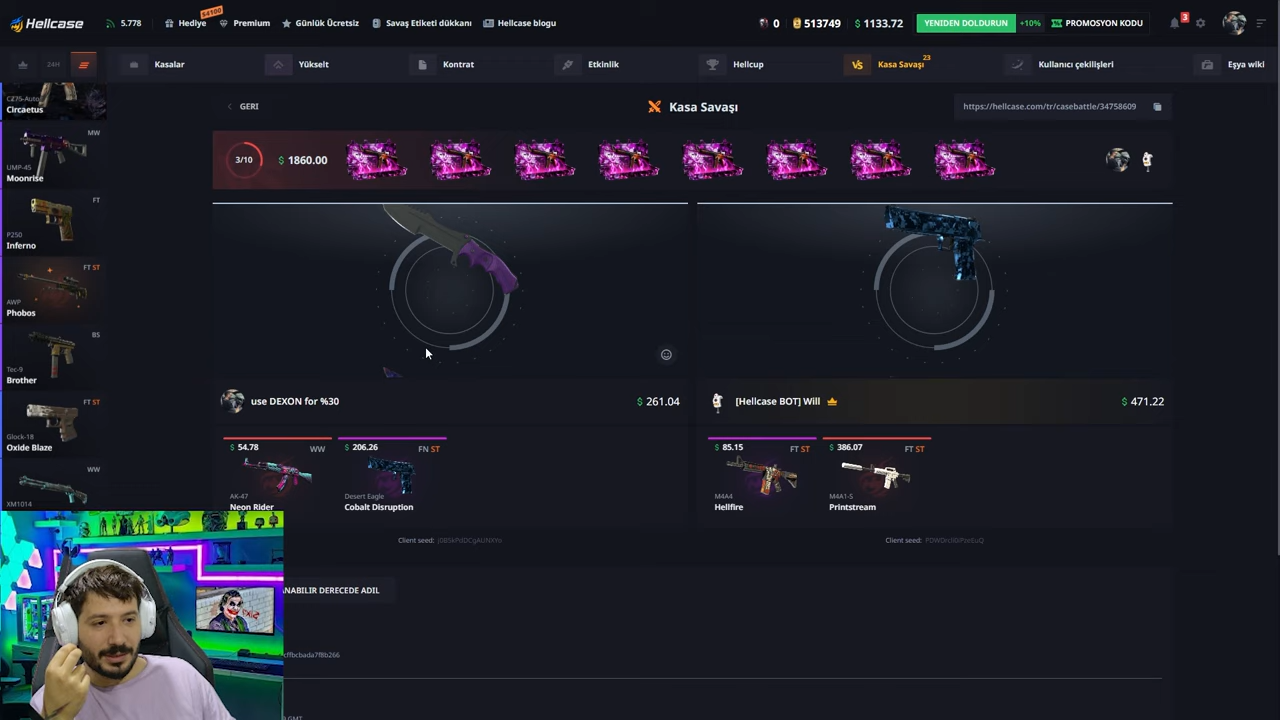 Hellcase
5.778
Hediye
$4100
Premium
Günlük Ücretsiz
Savaş Etiketi dükkanı
Hellcase blogu
0
513749
$ 1133.72
YENİDEN DOLDURUN
+10%
PROMOSYON KODU
3
24H
Kasalar
Yükselt
Kontrat
Etkinlik
Hellcup
VS
Kasa Savaşı
23
Kullanıcı çekilişleri
Eşya wiki
GERİ
Kasa Savaşı
https://hellcase.com/tr/casebattle/34758609
3/10
$ 1860.00
CZ75-Auto
Circaetus
MW
UMP-45
Moonrise
FT
P250
Inferno
FT ST
AWP
Phobos
BS
Tec-9
Brother
FT ST
Glock-18
Oxide Blaze
WW
XM1014
use DEXON for %30
$ 261.04
[Hellcase BOT] Will
$ 471.22
$ 54.78
WW
AK-47
Neon Rider
$ 206.26
FN ST
Desert Eagle
Cobalt Disruption
$ 85.15
FT ST
M4A4
Hellfire
$ 386.07
FT ST
M4A1-S
Printstream
Client seed:
Client seed:
ANABILIR DERECEDE ADIL
cffbcbada7ff8b266